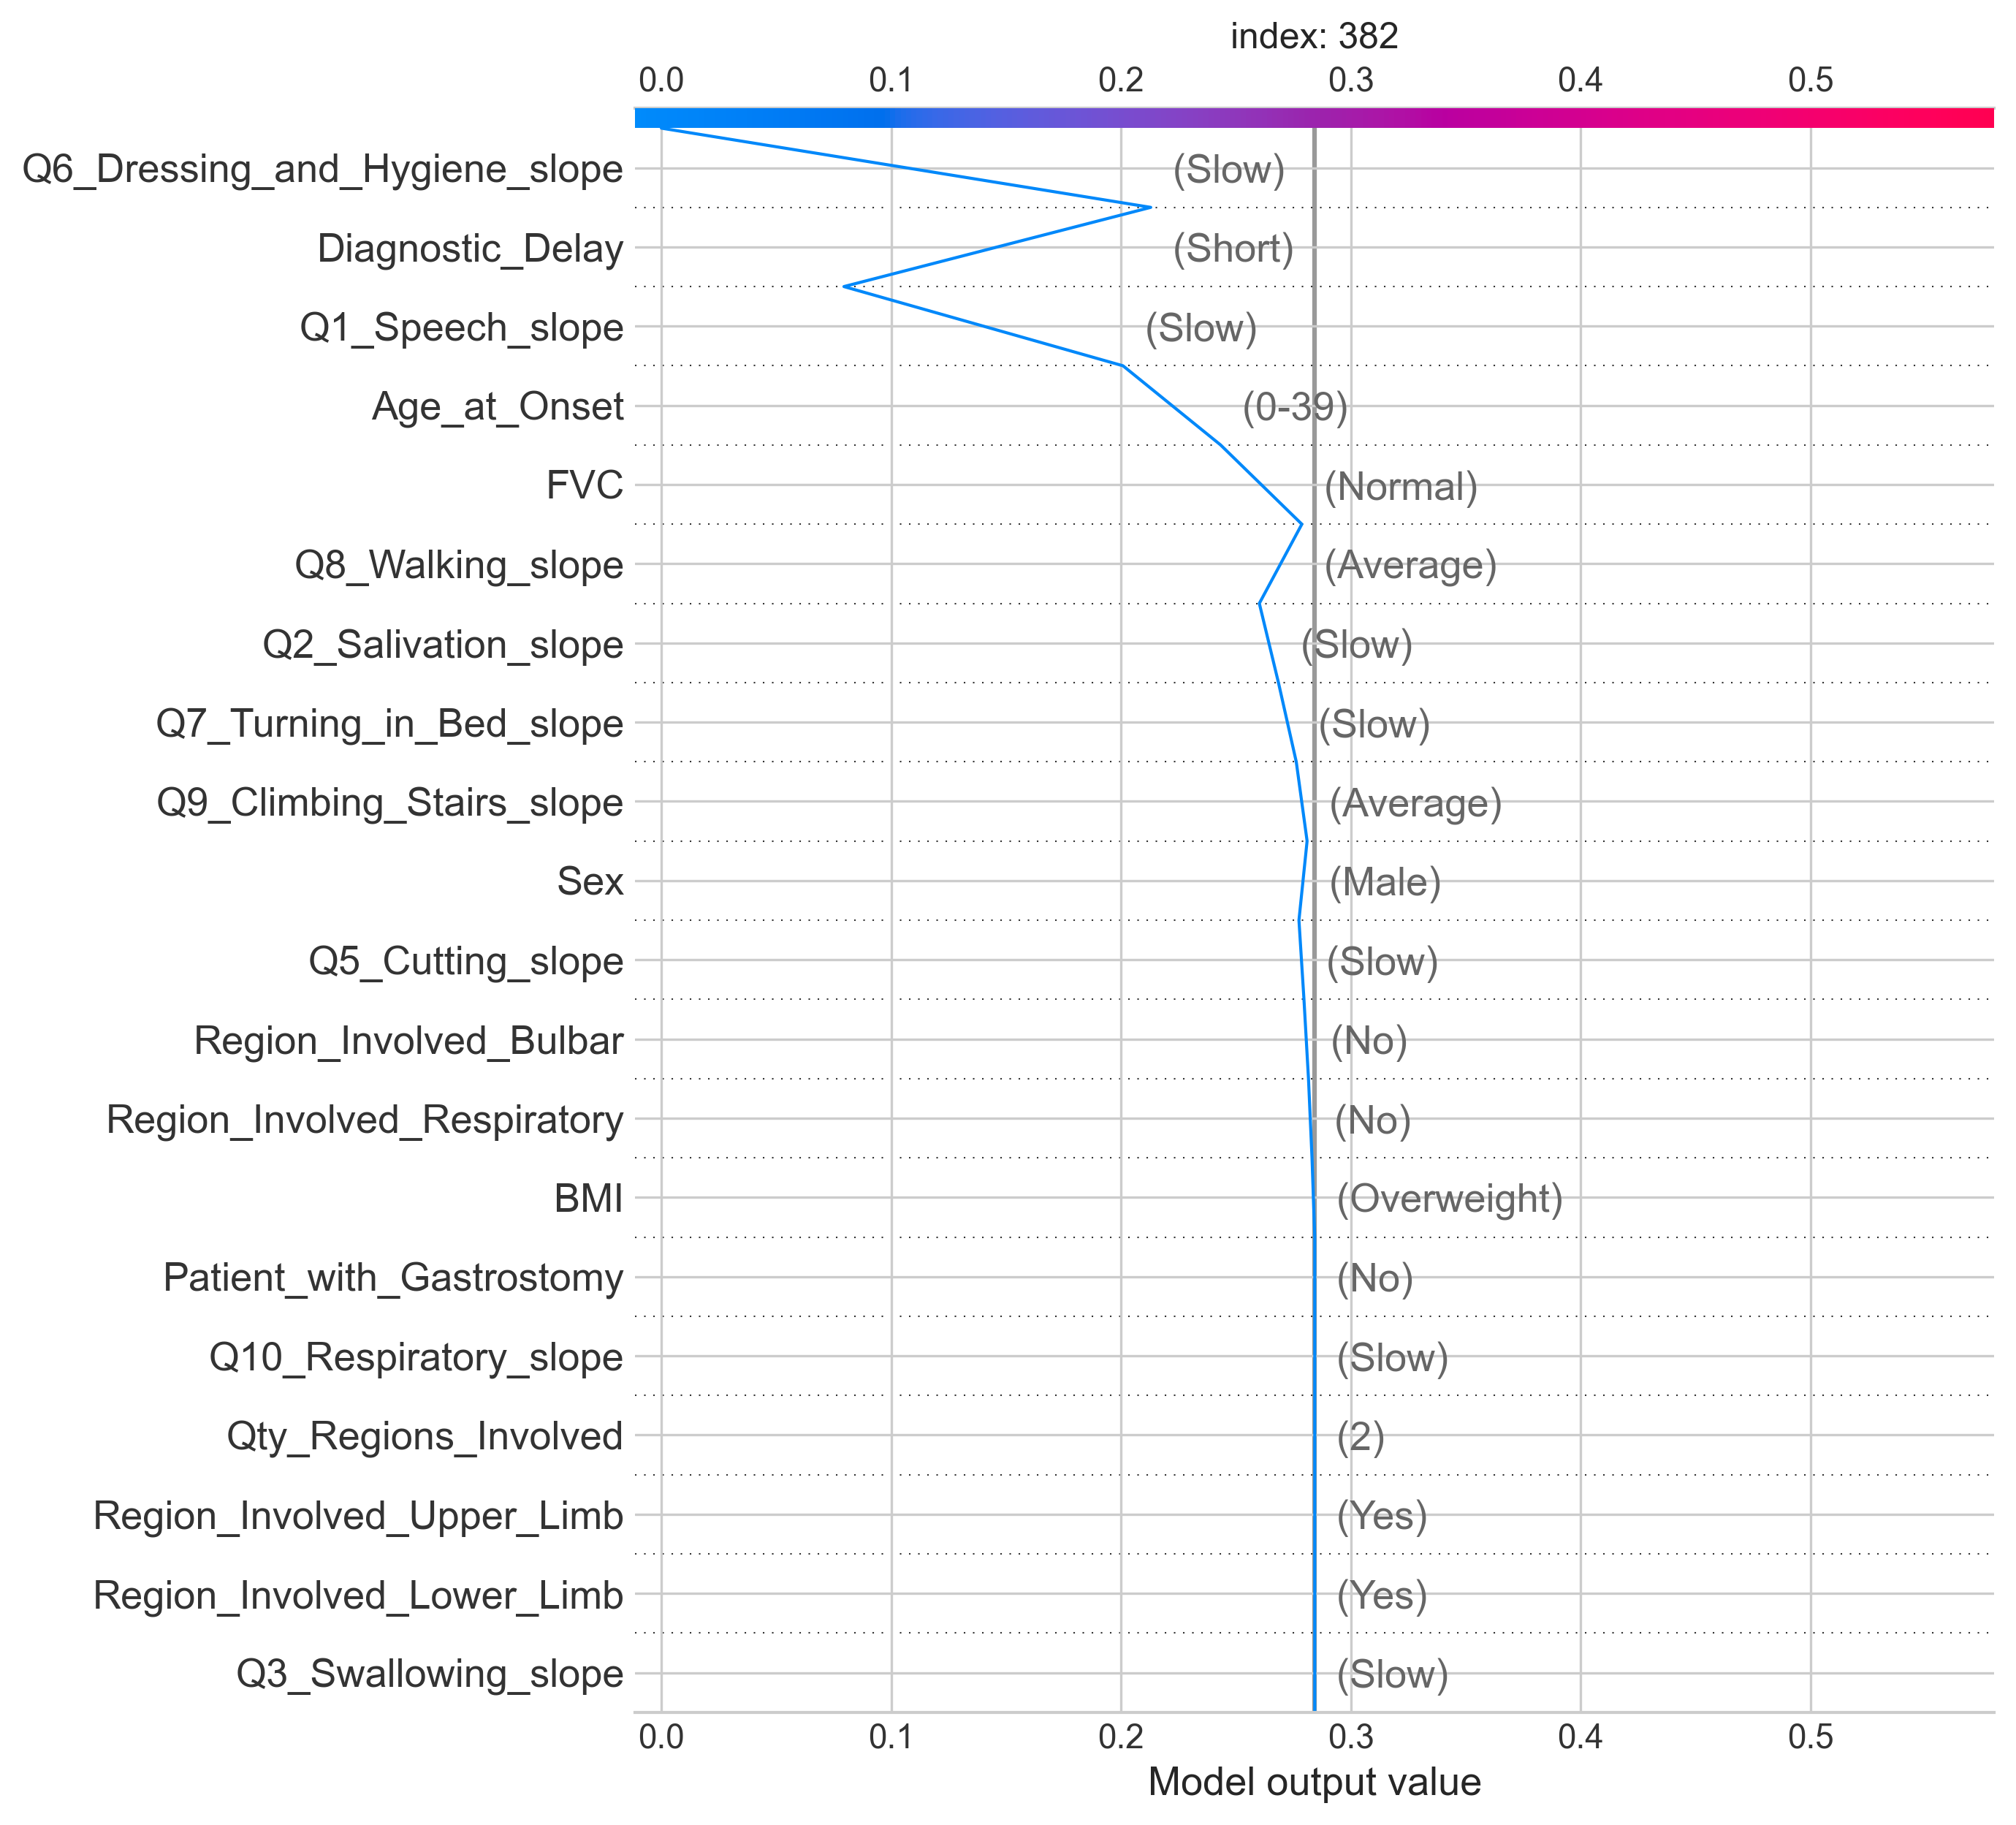 index: 382
0.0 0.1 0.2 0.3 0.4 0.5
Q6_Dressing_and_Hygiene_slope (Slow)
Diagnostic_Delay (Short)
Q1_Speech_slope (Slow)
Age_at_Onset (0-39)
FVC (Normal)
Q8_Walking_slope (Average)
Q2_Salivation_slope (Slow)
Q7_Turning_in_Bed_slope (Slow)
Q9_Climbing_Stairs_slope (Average)
Sex (Male)
Q5_Cutting_slope (Slow)
Region_Involved_Bulbar (No)
Region_Involved_Respiratory (No)
BMI (Overweight)
Patient_with_Gastrostomy (No)
Q10_Respiratory_slope (Slow)
Qty_Regions_Involved (2)
Region_Involved_Upper_Limb (Yes)
Region_Involved_Lower_Limb (Yes)
Q3_Swallowing_slope (Slow)
0.0 0.1 0.2 0.3 0.4 0.5
Model output value